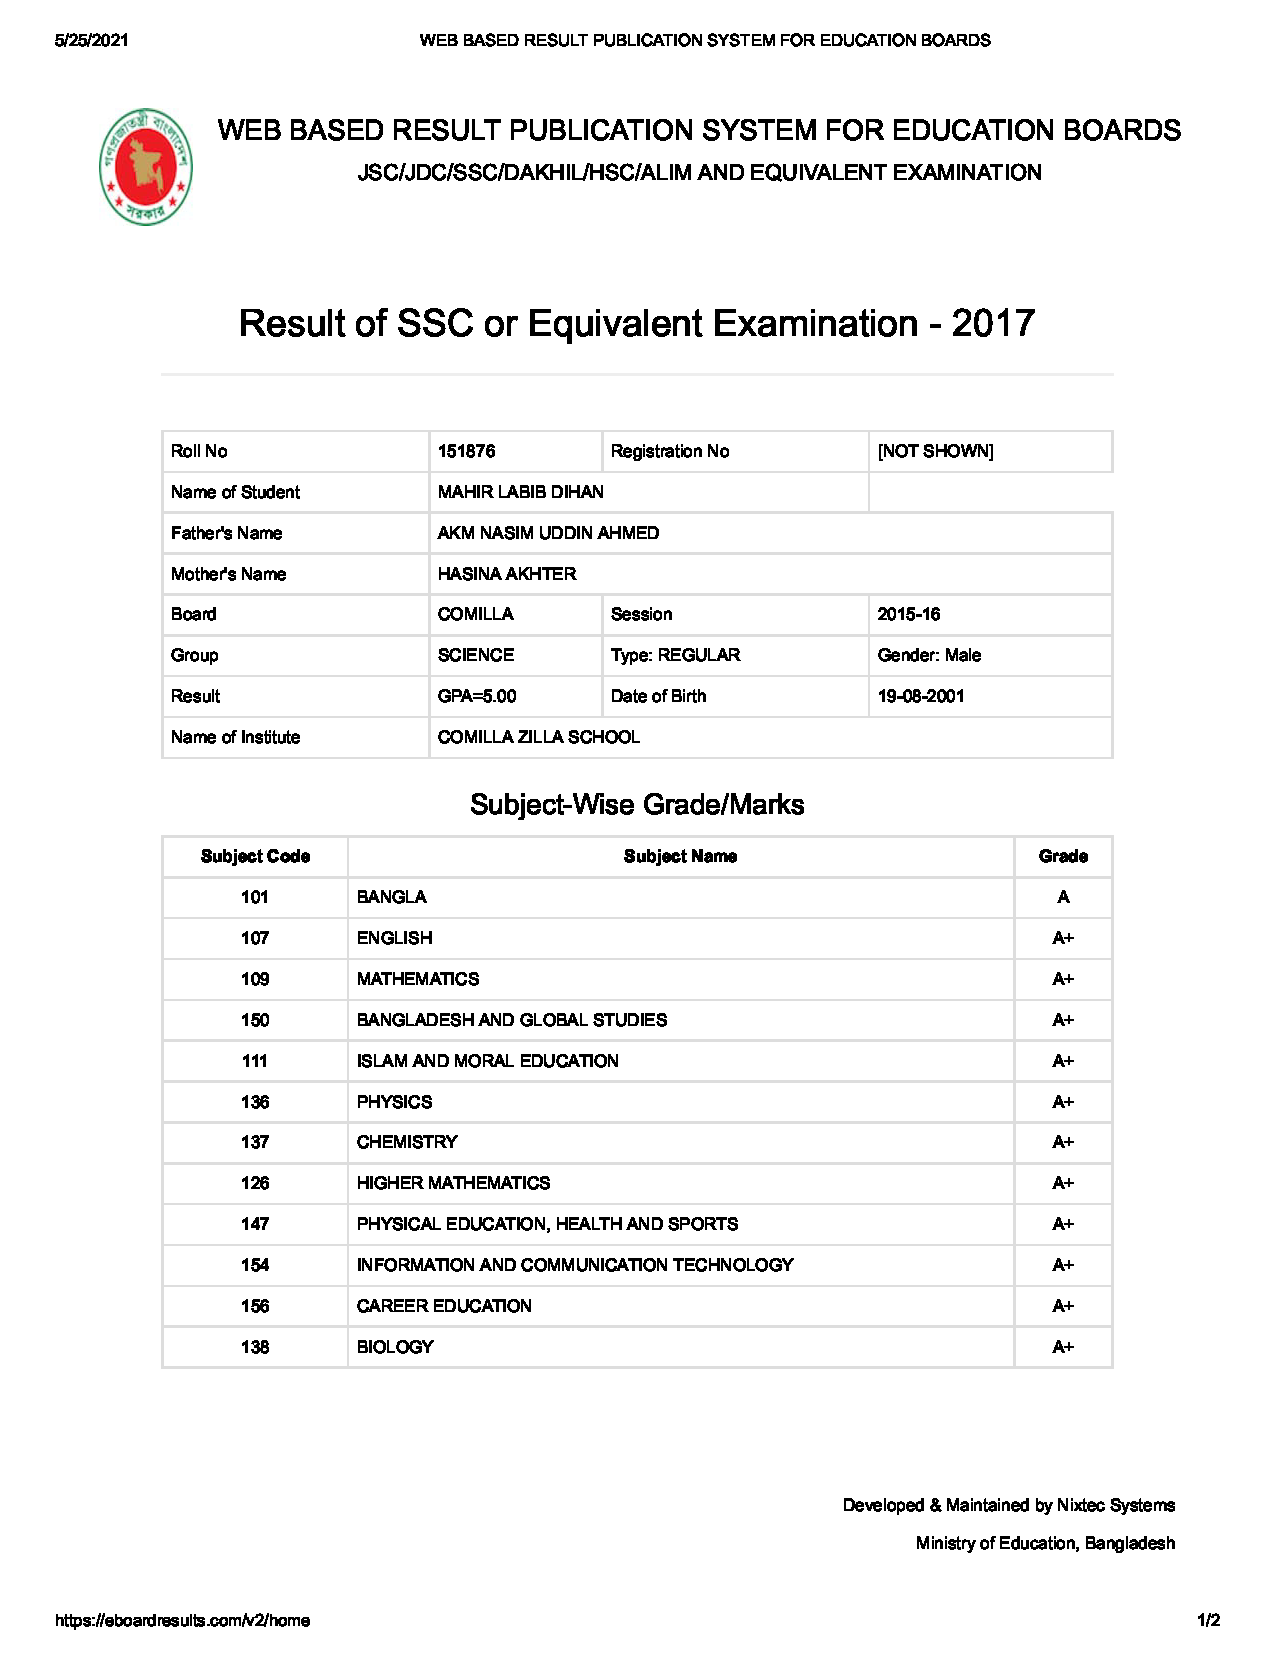 5/25/2021 WEB BASED RESULT PUBLICATION SYSTEM FOR EDUCATION BOARDS
গণপ্রজাতন্ত্রী বাংলাদেশ
সরকার
WEB BASED RESULT PUBLICATION SYSTEM FOR EDUCATION BOARDS
JSC/JDC/SSC/DAKHIL/HSC/ALIM AND EQUIVALENT EXAMINATION
Result of SSC or Equivalent Examination - 2017
Roll No 151876 Registration No [NOT SHOWN]
Name of Student MAHIR LABIB DIHAN
Father's Name AKM NASIM UDDIN AHMED
Mother's Name HASINA AKHTER
Board COMILLA Session 2015-16
Group SCIENCE Type: REGULAR Gender: Male
Result GPA=5.00 Date of Birth 19-08-2001
Name of Institute COMILLA ZILLA SCHOOL
Subject-Wise Grade/Marks
Subject Code Subject Name Grade
101 BANGLA A
107 ENGLISH A+
109 MATHEMATICS A+
150 BANGLADESH AND GLOBAL STUDIES A+
111 ISLAM AND MORAL EDUCATION A+
136 PHYSICS A+
137 CHEMISTRY A+
126 HIGHER MATHEMATICS A+
147 PHYSICAL EDUCATION, HEALTH AND SPORTS A+
154 INFORMATION AND COMMUNICATION TECHNOLOGY A+
156 CAREER EDUCATION A+
138 BIOLOGY A+
Developed & Maintained by Nixtec Systems
Ministry of Education, Bangladesh
https://eboardresults.com/v2/home 1/2